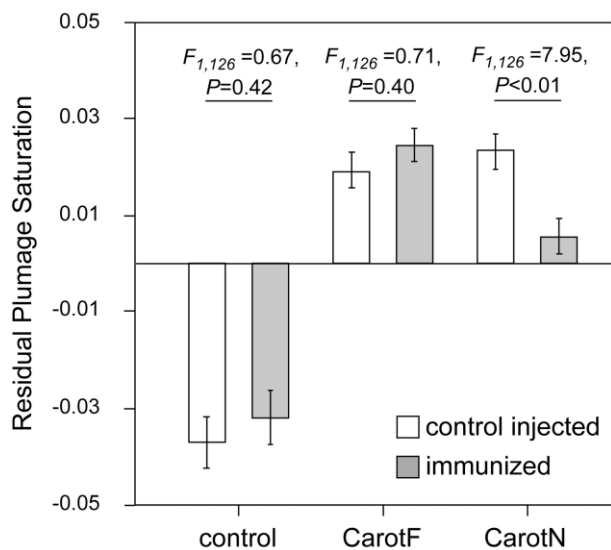 Residual Plumage Saturation
0.05
0.03
0.01
-0.01
-0.03
-0.05
F1,126 =0.67,
P=0.42
F1,126 =0.71,
P=0.40
F1,126 =7.95,
P<0.01
control injected
immunized
control
CarotF
CarotN